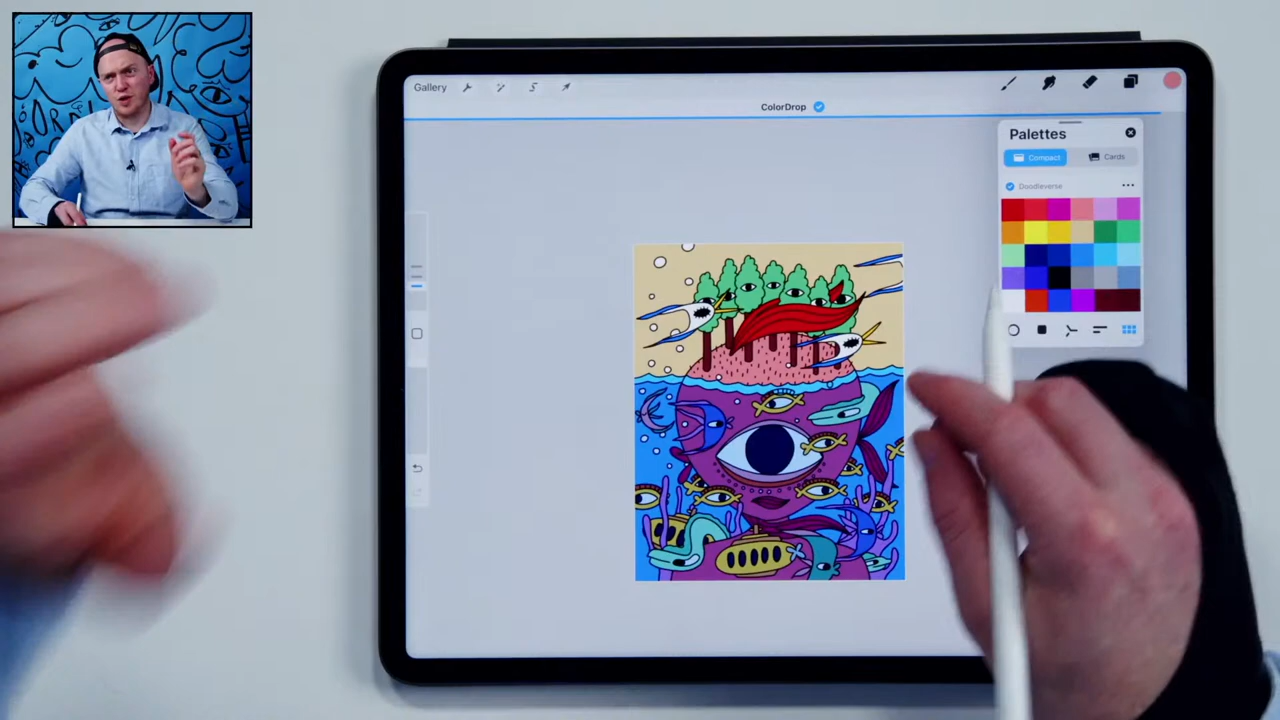 Gallery
ColorDrop
Palettes
Compact
Cards
Doodleverse